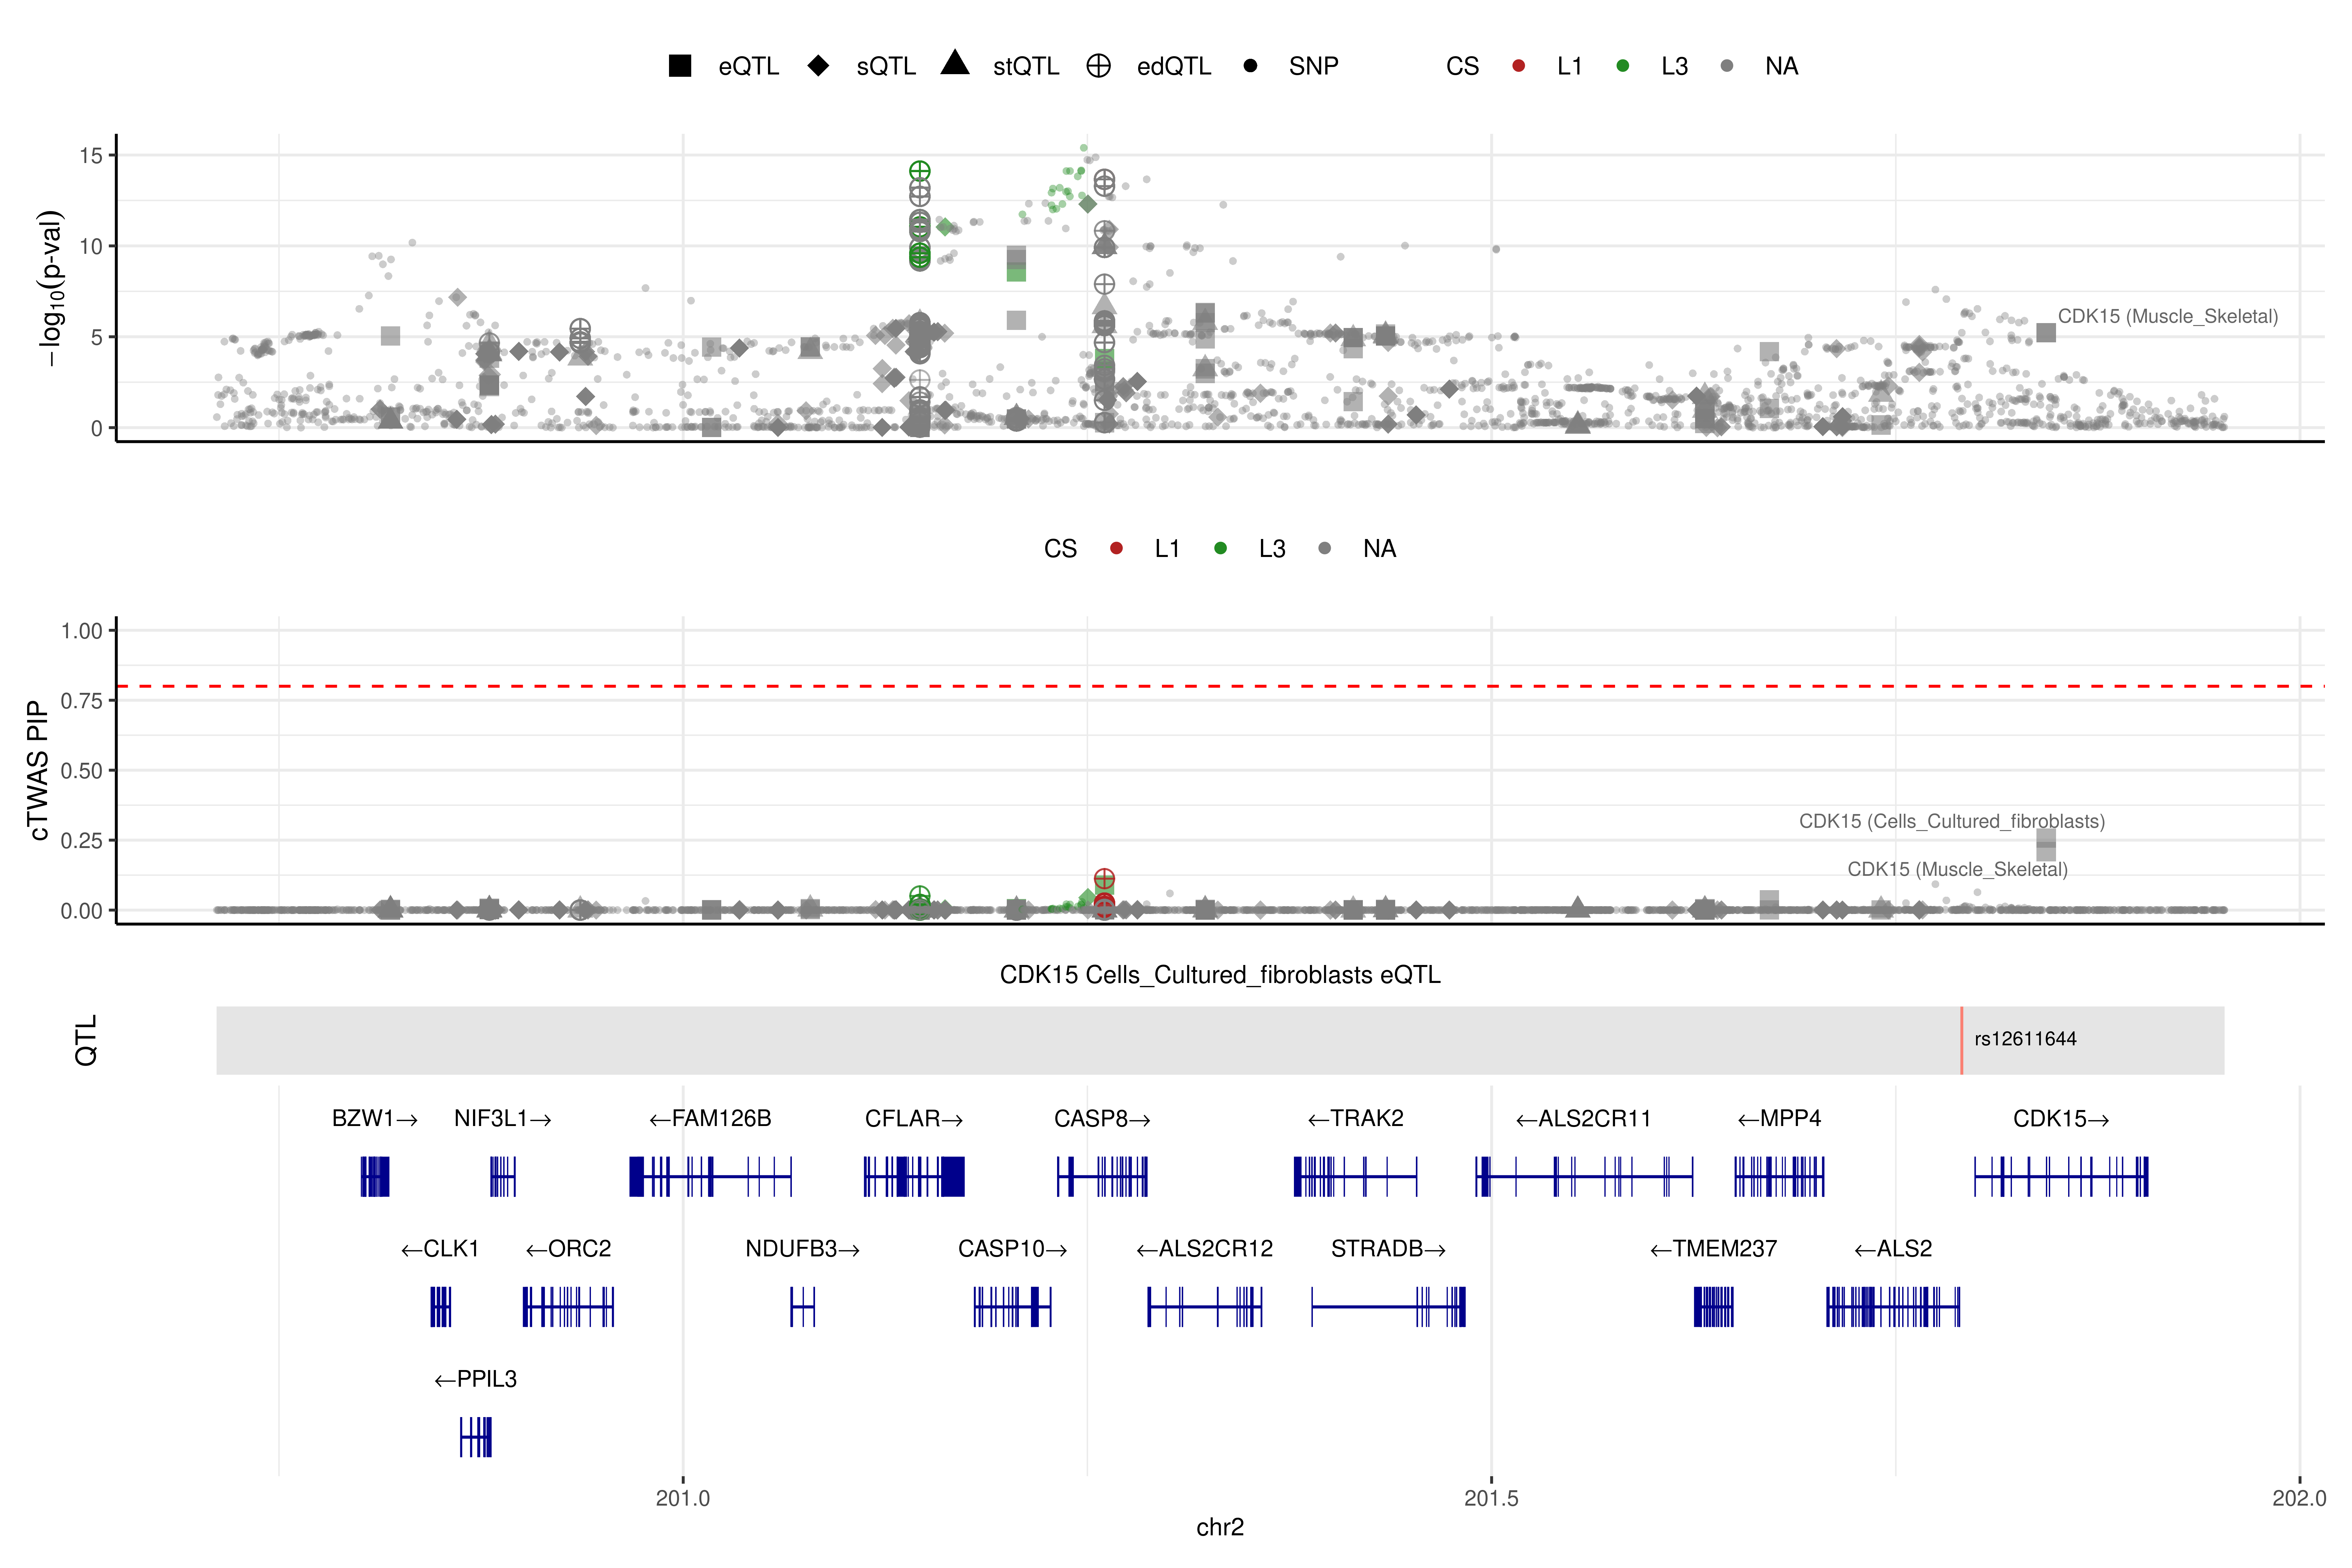 eQTL sQTL stQTL edQTL SNP CS L1 L3 NA
−log10(p-val)
15
10
5
0
CDK15 (Muscle_Skeletal)
CS L1 L3 NA
cTWAS PIP
1.00
0.75
0.50
0.25
0.00
CDK15 (Cells_Cultured_fibroblasts)
CDK15 (Muscle_Skeletal)
CDK15 Cells_Cultured_fibroblasts eQTL
QTL
rs12611644
BZW1→ NIF3L1→ ←FAM126B CFLAR→ CASP8→ ←TRAK2 ←ALS2CR11 ←MPP4 CDK15→
←CLK1 ←ORC2 NDUFB3→ CASP10→ ←ALS2CR12 STRADB→ ←TMEM237 ←ALS2
←PPIL3
201.0 201.5 202.0
chr2